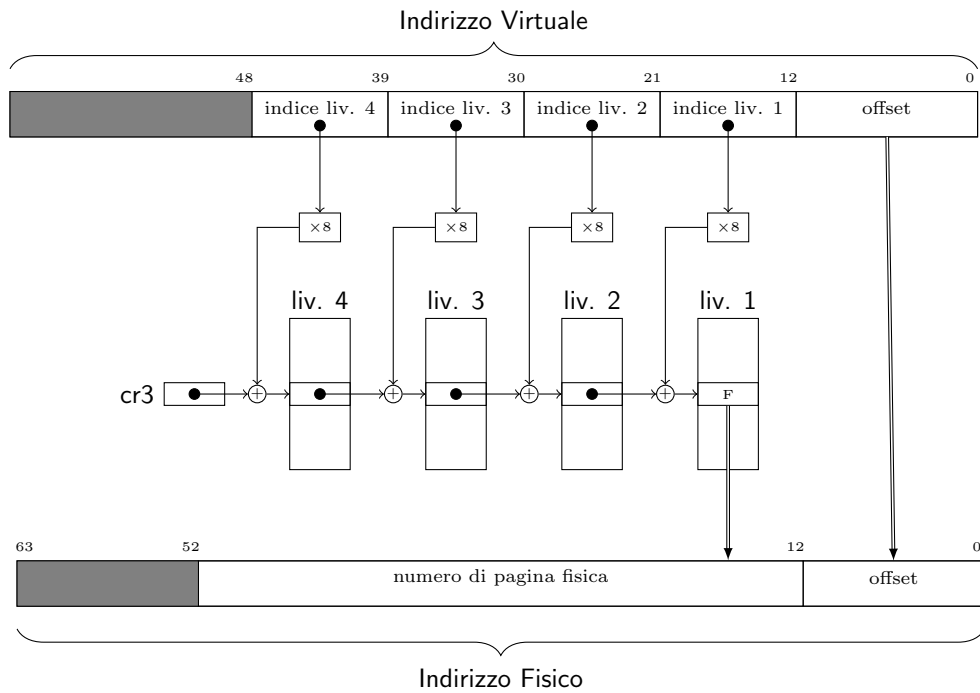 Indirizzo Virtuale
48 39 30 21 12 0
indice liv. 4 indice liv. 3 indice liv. 2 indice liv. 1 offset
×8 ×8 ×8 ×8
liv. 4 liv. 3 liv. 2 liv. 1
cr3 + + + + F
63 52 12 0
numero di pagina fisica offset
Indirizzo Fisico